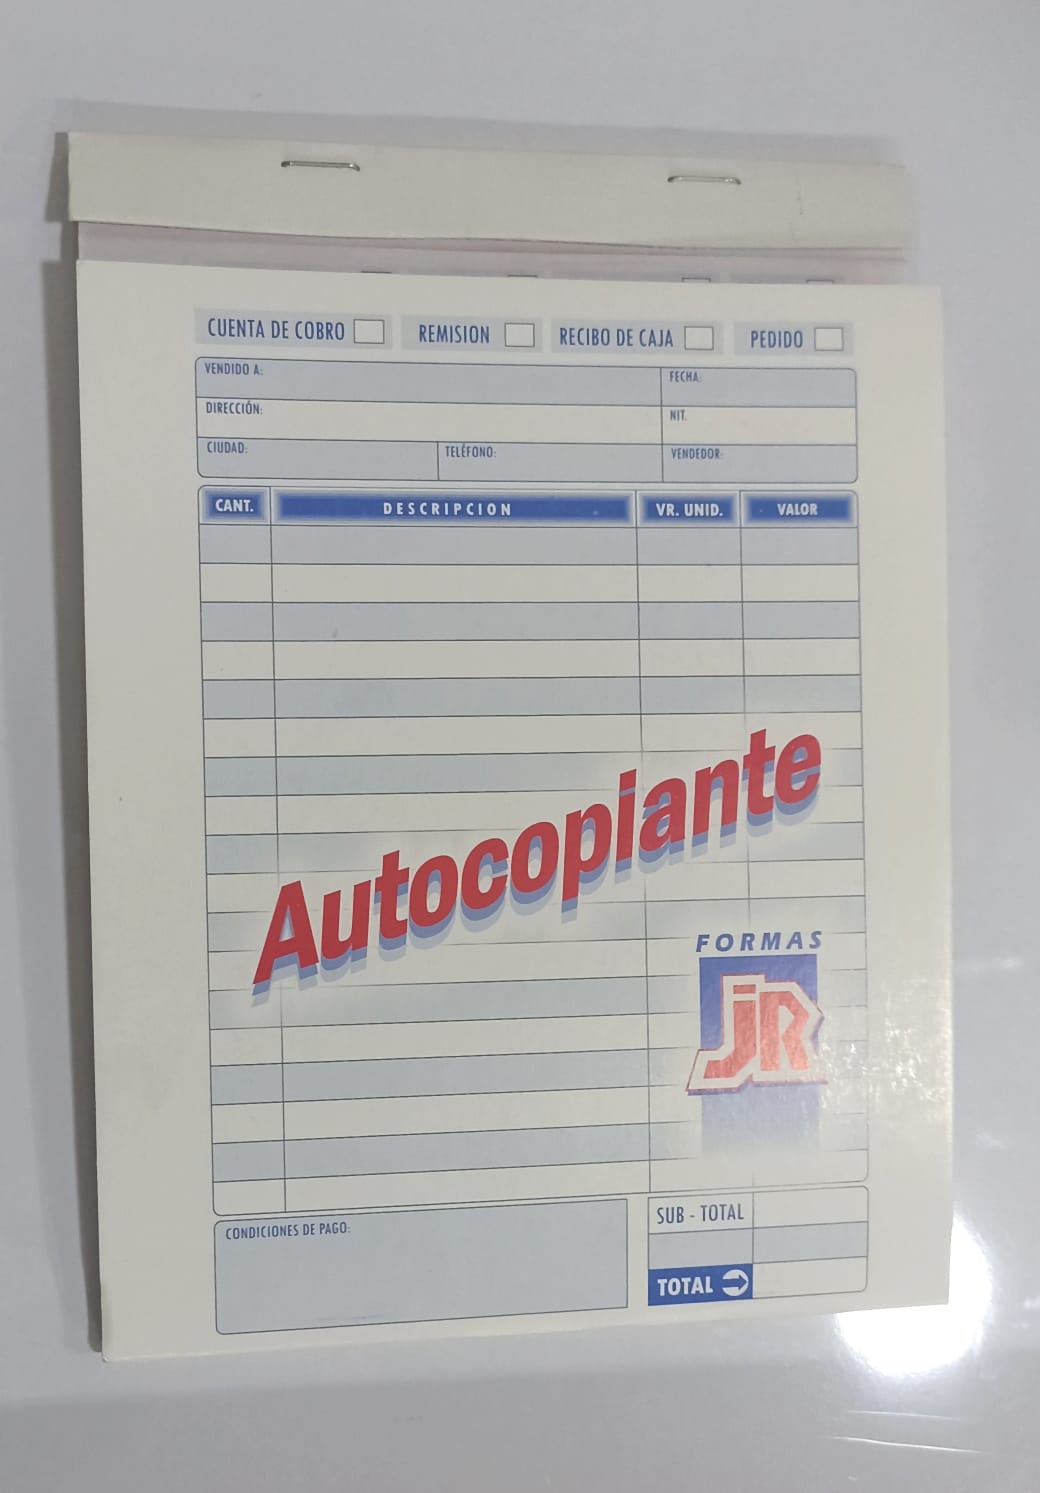 CUENTA DE COBRO REMISION RECIBO DE CAJA PEDIDO
VENDIDO A: FECHA:
DIRECCIÓN: NIT.
CIUDAD: TELÉFONO: VENDEDOR:
CANT. DESCRIPCION VR. UNID. VALOR
Autocopiante
FORMAS
JR
CONDICIONES DE PAGO: SUB - TOTAL
TOTAL